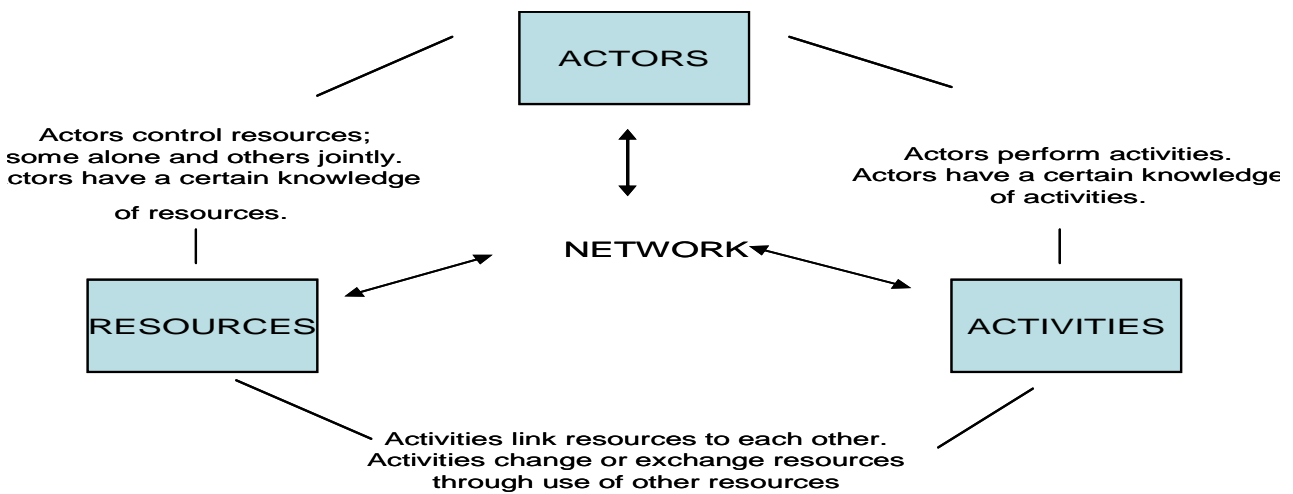 ACTORS
Actors control resources;
some alone and others jointly.
ctors have a certain knowledge
of resources.
Actors perform activities.
Actors have a certain knowledge
of activities.
NETWORK
RESOURCES
ACTIVITIES
Activities link resources to each other.
Activities change or exchange resources
through use of other resources